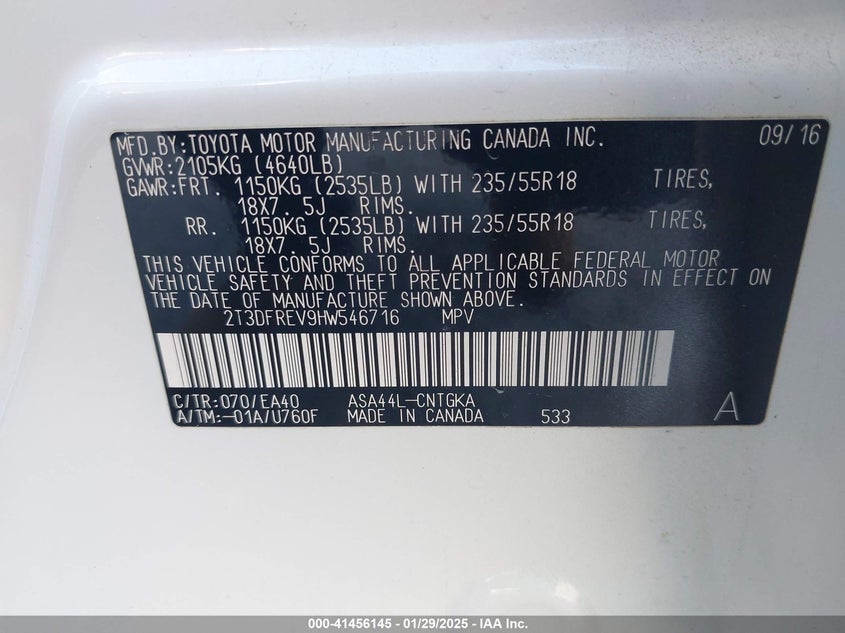 MFD.BY:TOYOTA MOTOR MANUFACTURING CANADA INC. 09/16
GVWR:2105KG (4640LB)
GAWR:FRT. 1150KG (2535LB) WITH 235/55R18 TIRES,
18X7. 5J RIMS.
RR. 1150KG (2535LB) WITH 235/55R18 TIRES,
18X7. 5J RIMS.
THIS VEHICLE CONFORMS TO ALL APPLICABLE FEDERAL MOTOR
VEHICLE SAFETY AND THEFT PREVENTION STANDARDS IN EFFECT ON
THE DATE OF MANUFACTURE SHOWN ABOVE.
2T3DFREV9HW546716 MPV
C/TR:070/EA40 ASA44L-CNTGKA
A/TM:-01A/U760F MADE IN CANADA 533 A
000-41456145 - 01/29/2025 - IAA Inc.